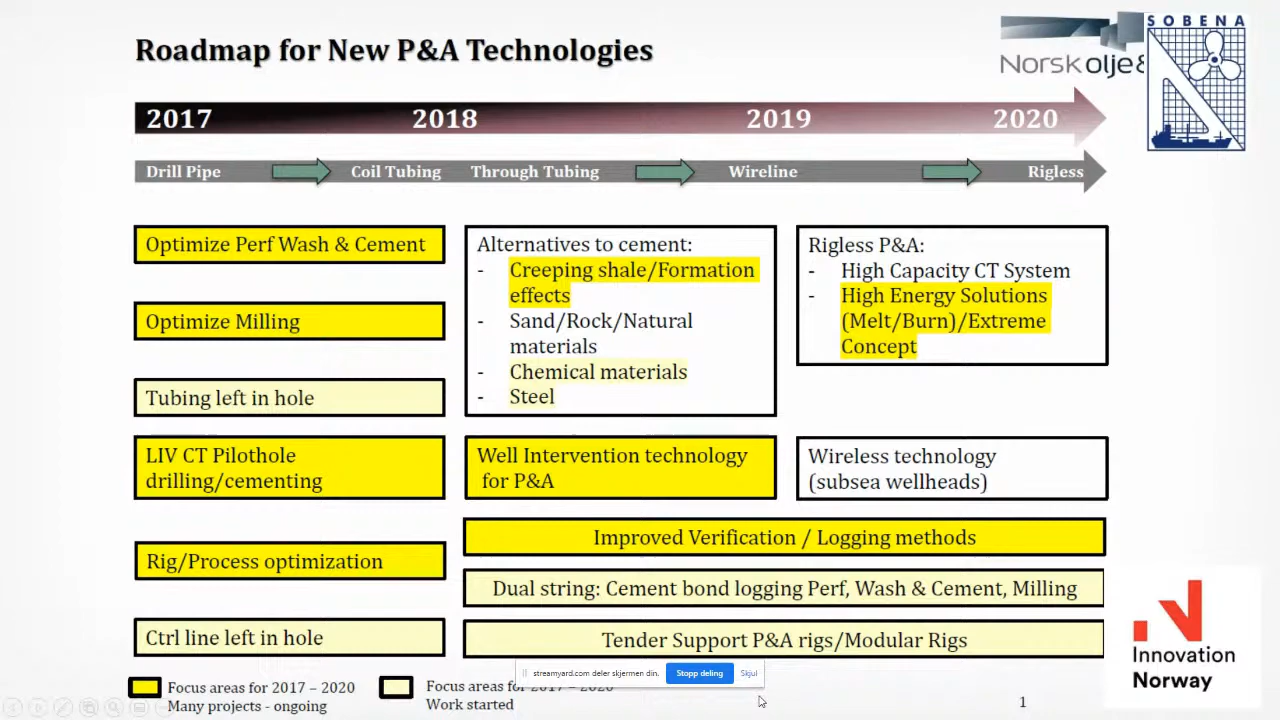 Roadmap for New P&A Technologies
Norskolje&
SOBENA
2017 2018 2019 2020
Drill Pipe Coil Tubing Through Tubing Wireline Rigless
Optimize Perf Wash & Cement
Optimize Milling
Tubing left in hole
LIV CT Pilothole
drilling/cementing
Rig/Process optimization
Ctrl line left in hole
Alternatives to cement:
- Creeping shale/Formation
effects
- Sand/Rock/Natural
materials
- Chemical materials
- Steel
Well Intervention technology
for P&A
Rigless P&A:
- High Capacity CT System
- High Energy Solutions
(Melt/Burn)/Extreme
Concept
Wireless technology
(subsea wellheads)
Improved Verification / Logging methods
Dual string: Cement bond logging Perf, Wash & Cement, Milling
Tender Support P&A rigs/Modular Rigs
streamyard.com deler skjermen din. Stopp deling Skjul
Focus areas for 2017 – 2020
Many projects - ongoing
Focus areas for 2017 – 2020
Work started
1
Innovation
Norway